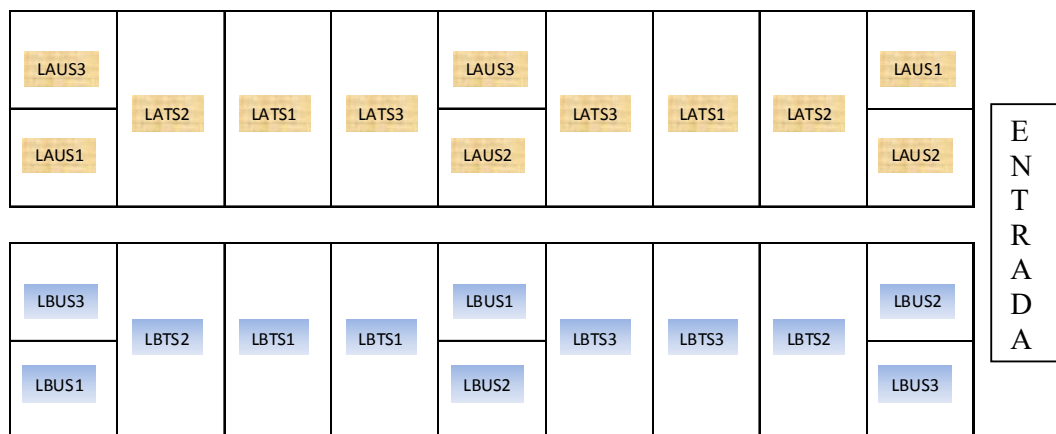 LAUS3 LAUS3 LAUS1
LATS2 LATS1 LATS3 LATS3 LATS1 LATS2
LAUS1 LAUS2 LAUS2
LBUS3 LBUS1 LBUS2
LBTS2 LBTS1 LBTS1 LBTS3 LBTS3 LBTS2
LBUS1 LBUS2 LBUS3
E
N
T
R
A
D
A